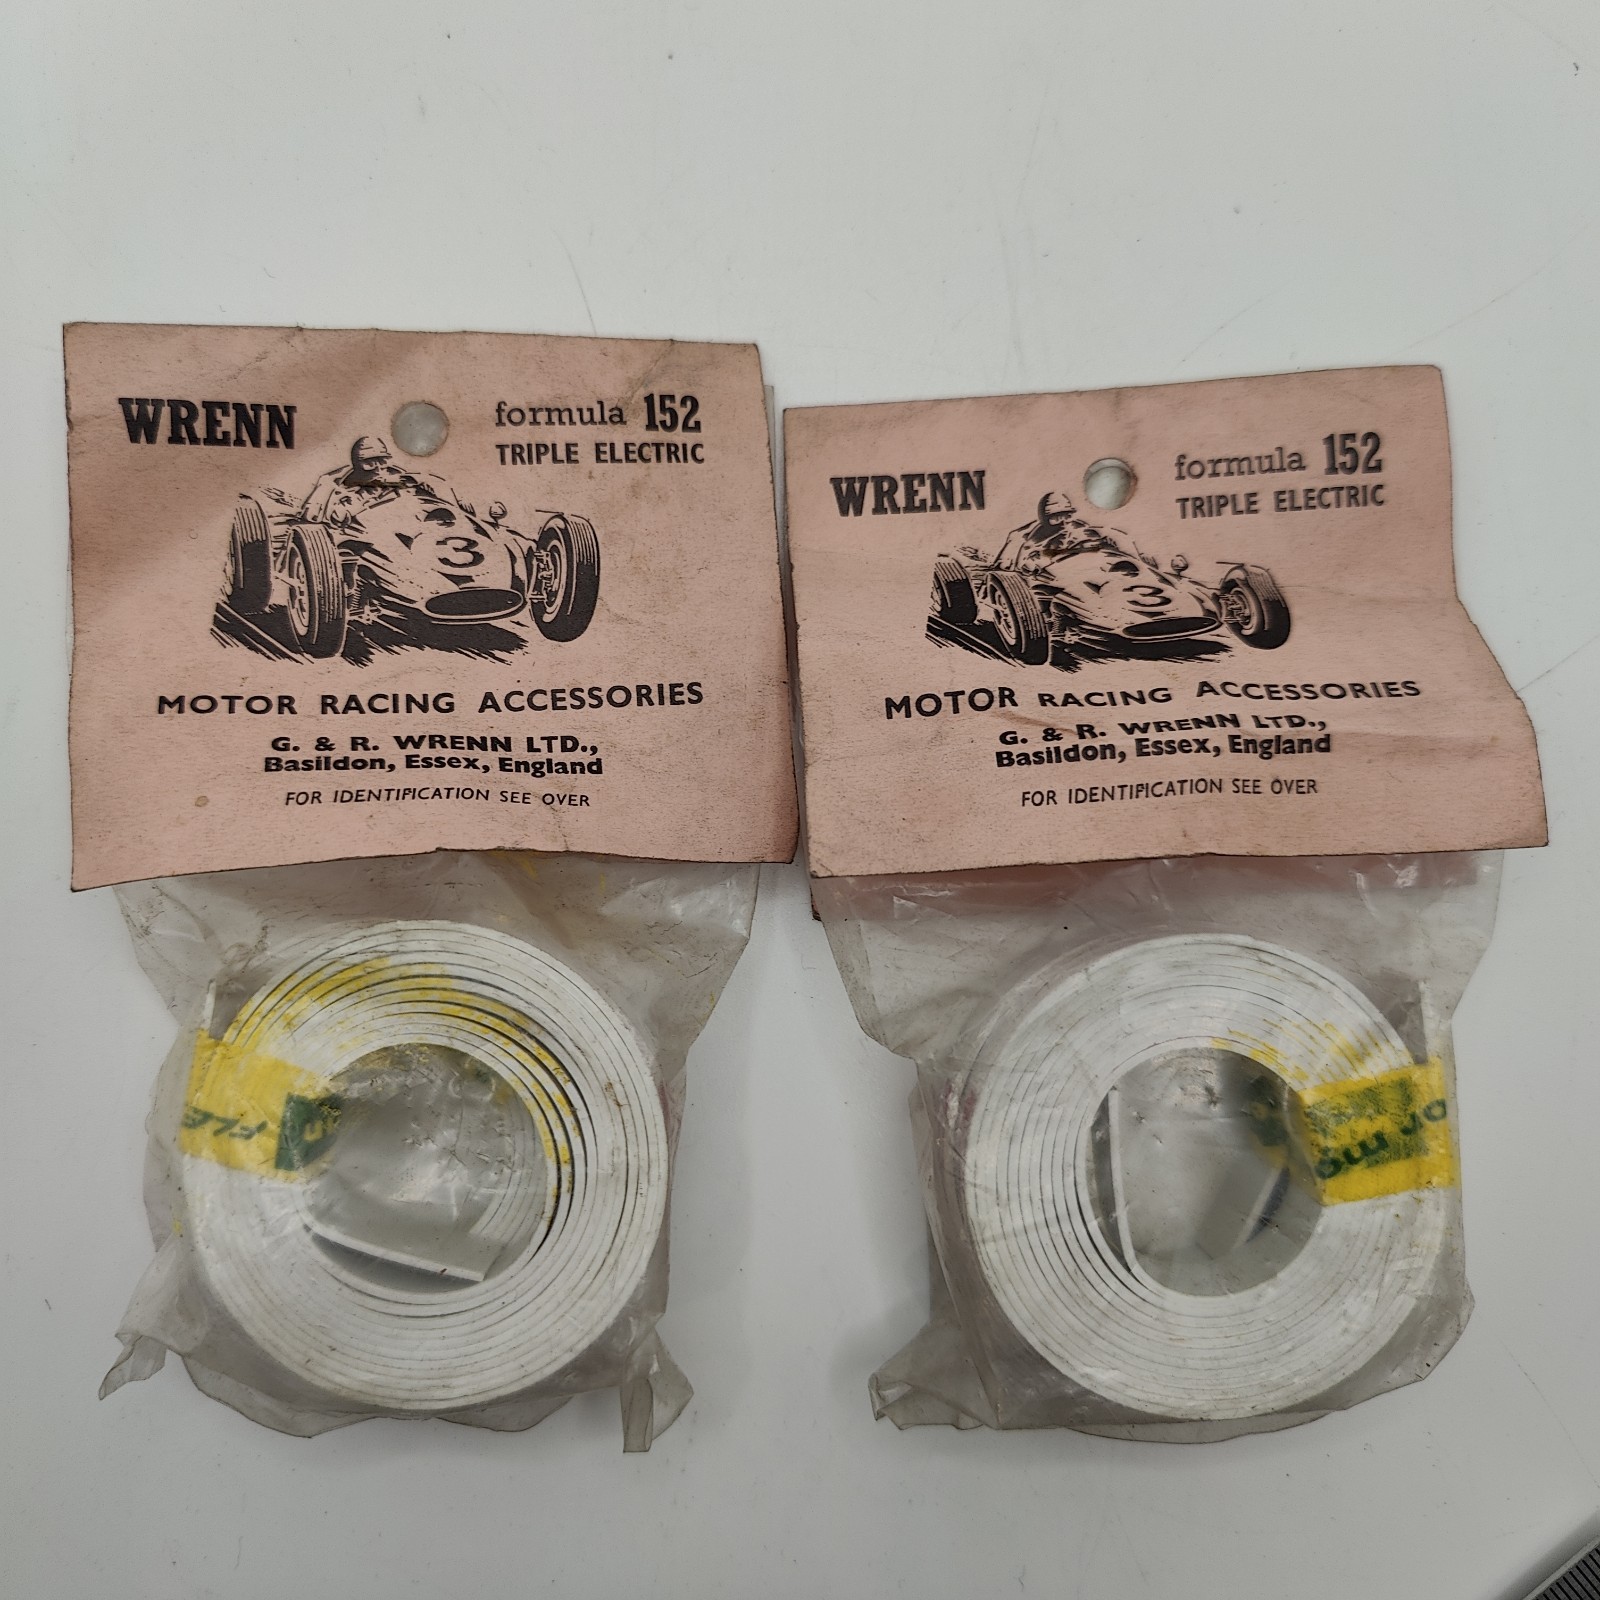 WRENN
formula 152
TRIPLE ELECTRIC
3
MOTOR RACING ACCESSORIES
G. & R. WRENN LTD.,
Basildon, Essex, England
FOR IDENTIFICATION SEE OVER
WRENN
formula 152
TRIPLE ELECTRIC
3
MOTOR RACING ACCESSORIES
G. & R. WRENN LTD.,
Basildon, Essex, England
FOR IDENTIFICATION SEE OVER